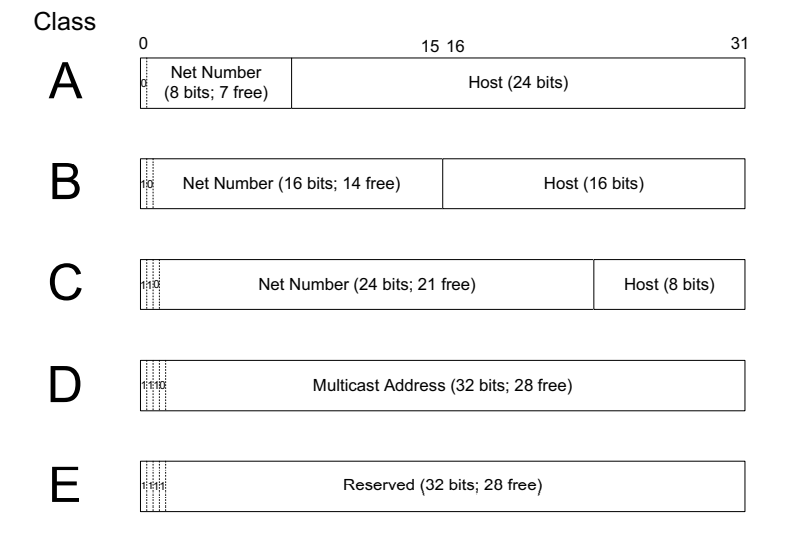 Class
0 15 16 31
A
0
Net Number
(8 bits; 7 free)
Host (24 bits)
B
10
Net Number (16 bits; 14 free)
Host (16 bits)
C
110
Net Number (24 bits; 21 free)
Host (8 bits)
D
1110
Multicast Address (32 bits; 28 free)
E
1111
Reserved (32 bits; 28 free)